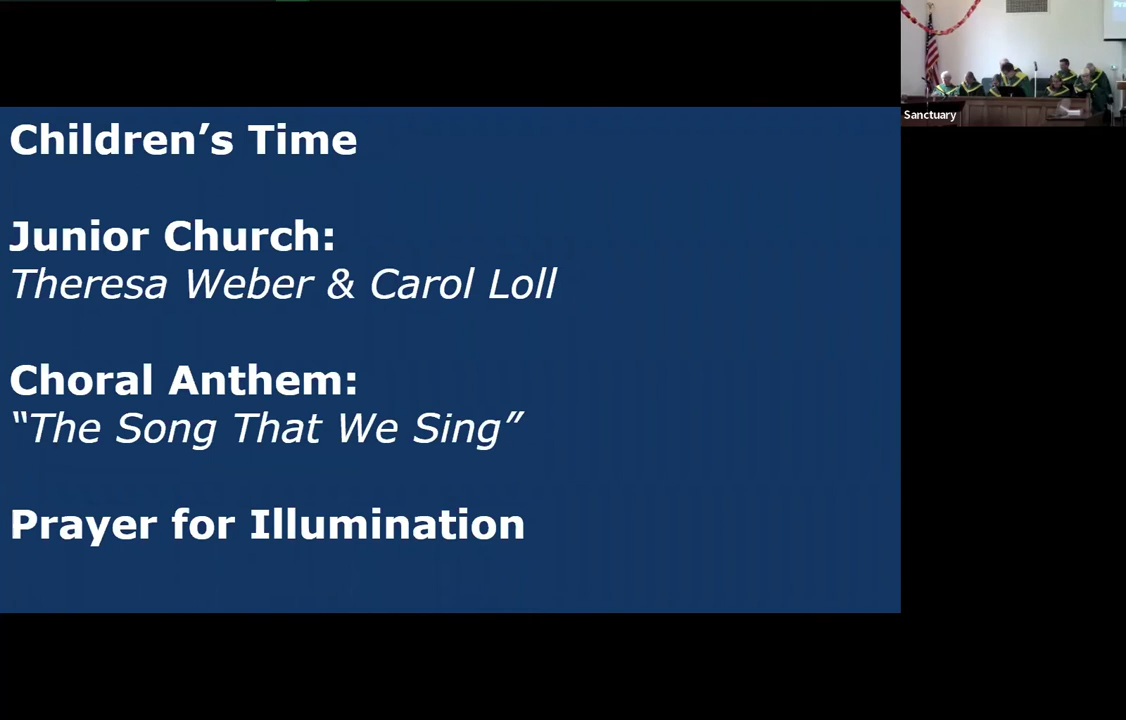 Children’s Time
Junior Church:
Theresa Weber & Carol Loll
Choral Anthem:
“The Song That We Sing”
Prayer for Illumination
Sanctuary